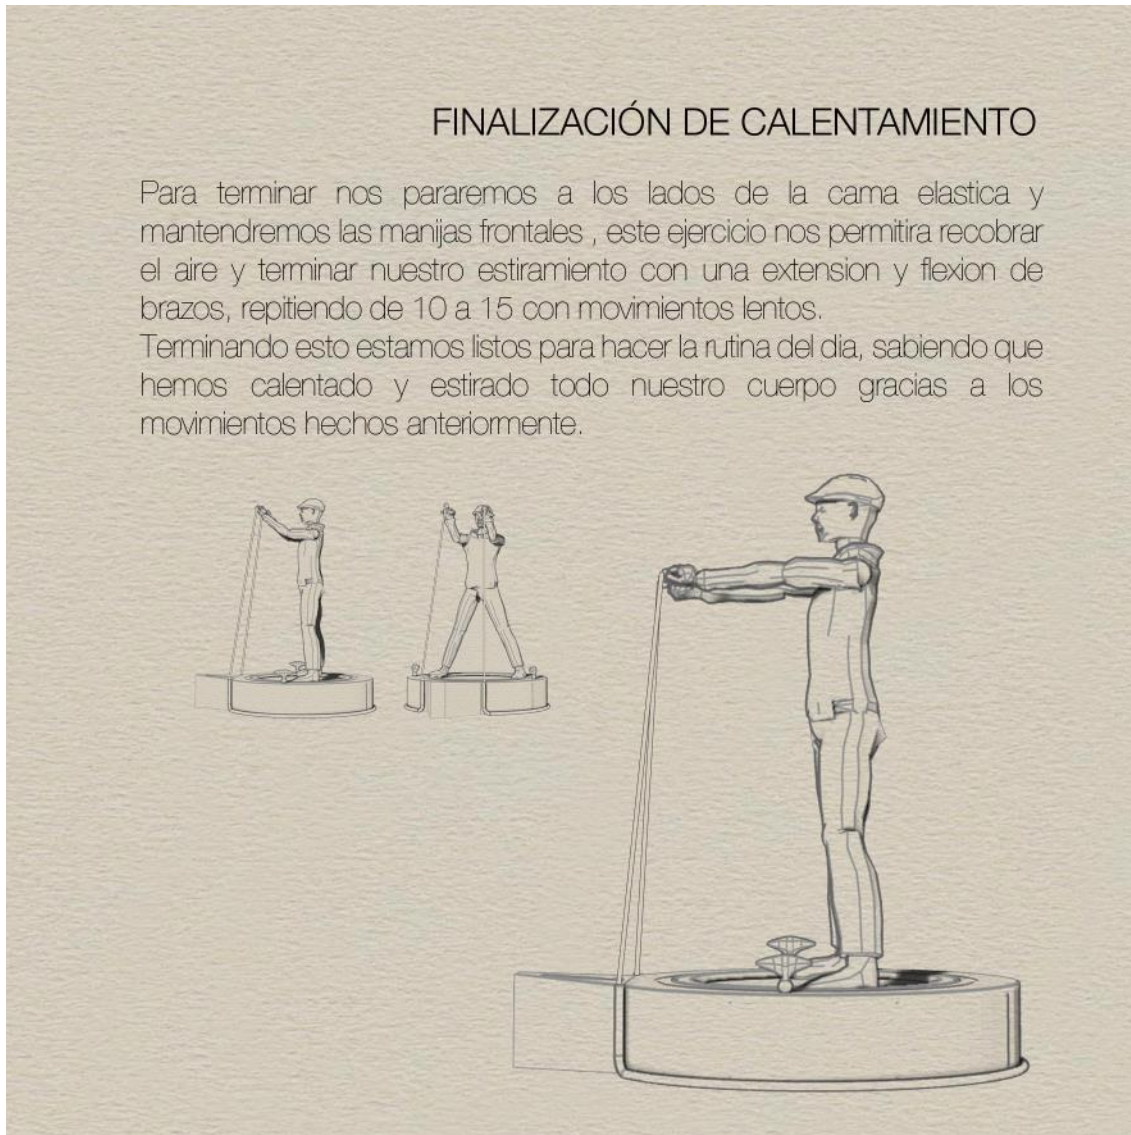 FINALIZACIÓN DE CALENTAMIENTO
Para terminar nos pararemos a los lados de la cama elastica y
mantendremos las manijas frontales , este ejercicio nos permitira recobrar
el aire y terminar nuestro estiramiento con una extension y flexion de
brazos, repitiendo de 10 a 15 con movimientos lentos.
Terminando esto estamos listos para hacer la rutina del dia, sabiendo que
hemos calentado y estirado todo nuestro cuerpo gracias a los
movimientos hechos anteriormente.